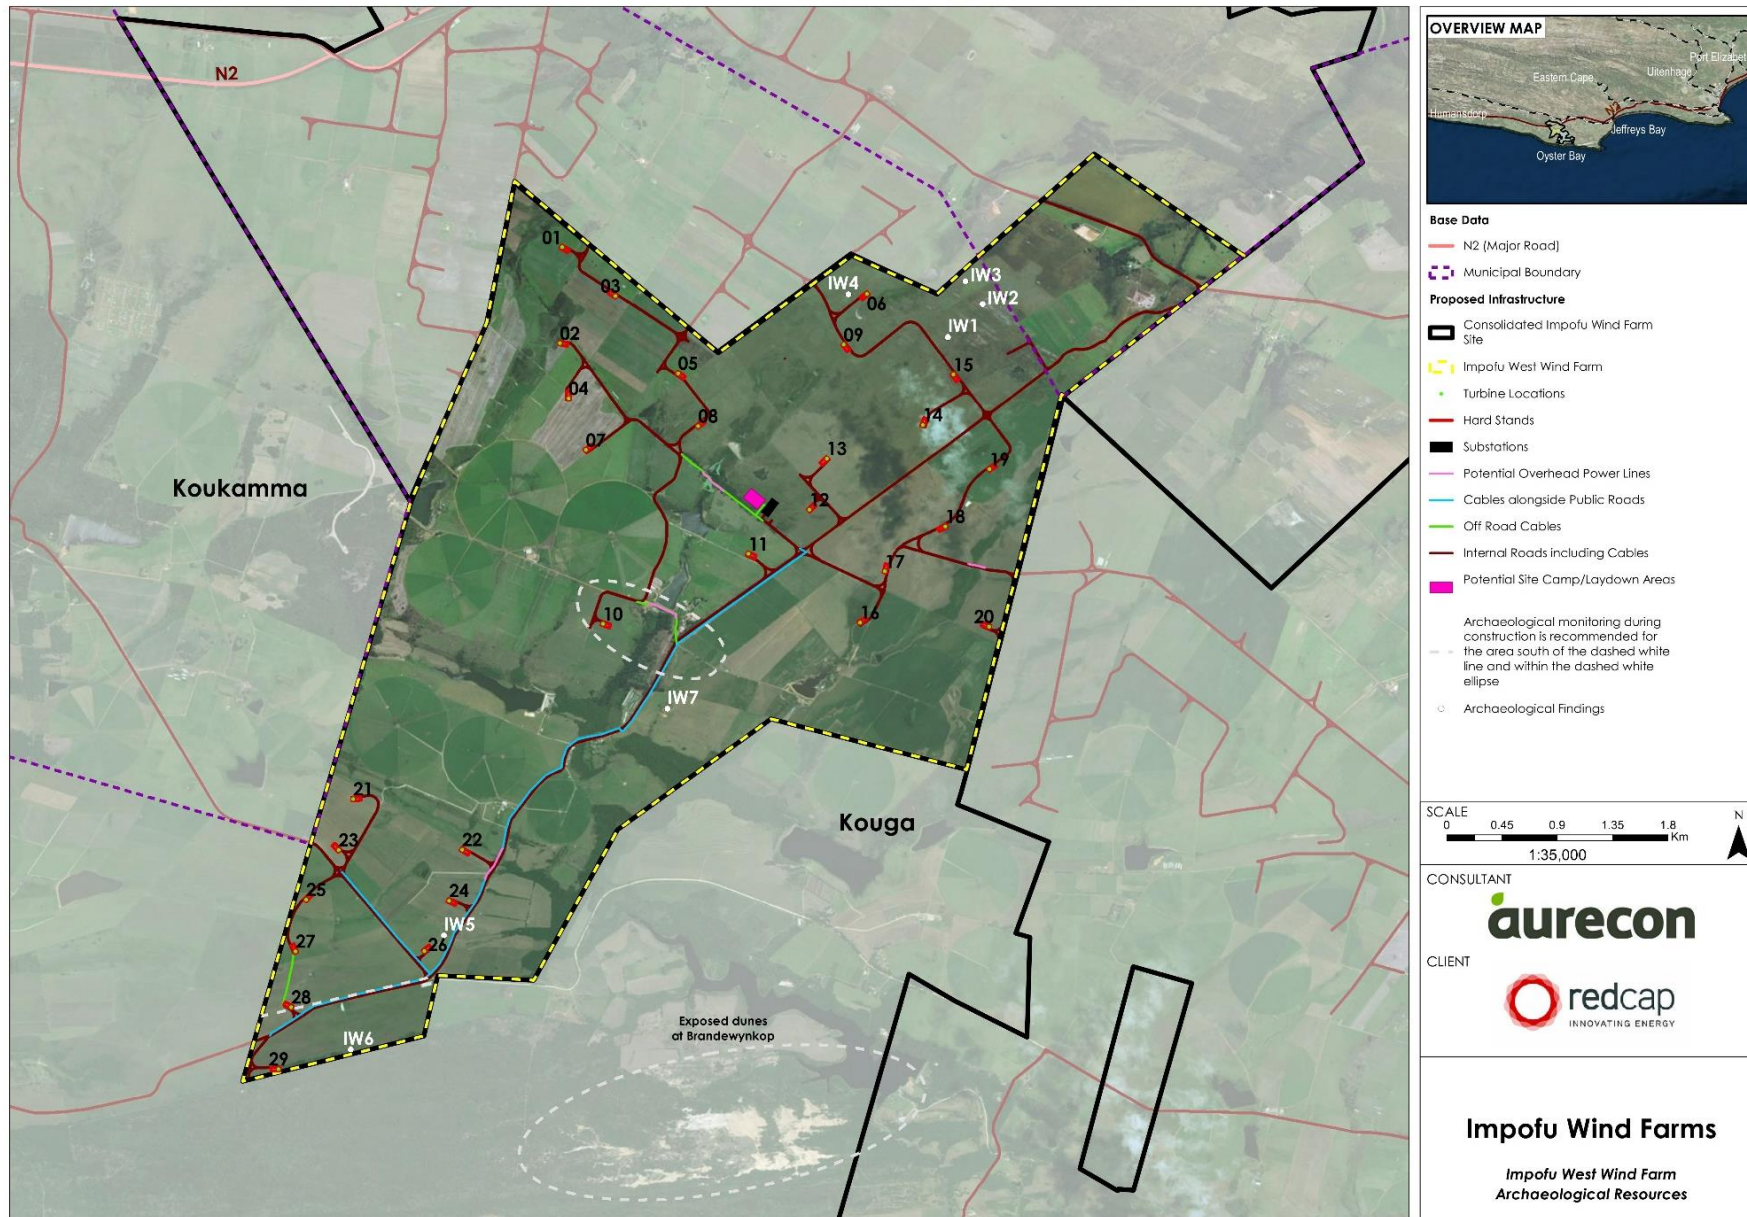 N2
Koukamma
Kouga
01
03
02
04
05
07
08
IW4
06
09
IW3
IW2
IW1
15
14
13
12
19
18
11
17
16
20
10
IW7
21
23
22
25
24
IW5
27
26
28
IW6
29
Exposed dunes
at Brandewynkop
OVERVIEW MAP
Port Elizabet
Uitenhage
Eastern Cape
Humansdorp
N2
Jeffreys Bay
Oyster Bay
Base Data
N2 (Major Road)
Municipal Boundary
Proposed Infrastructure
Consolidated Impofu Wind Farm
Site
Impofu West Wind Farm
Turbine Locations
Hard Stands
Substations
Potential Overhead Power Lines
Cables alongside Public Roads
Off Road Cables
Internal Roads including Cables
Potential Site Camp/Laydown Areas
Archaeological monitoring during
construction is recommended for
the area south of the dashed white
line and within the dashed white
ellipse
Archaeological Findings
SCALE
0 0.45 0.9 1.35 1.8
Km
1:35,000
N
CONSULTANT
aurecon
CLIENT
redcap
INNOVATING ENERGY
Impofu Wind Farms
Impofu West Wind Farm
Archaeological Resources